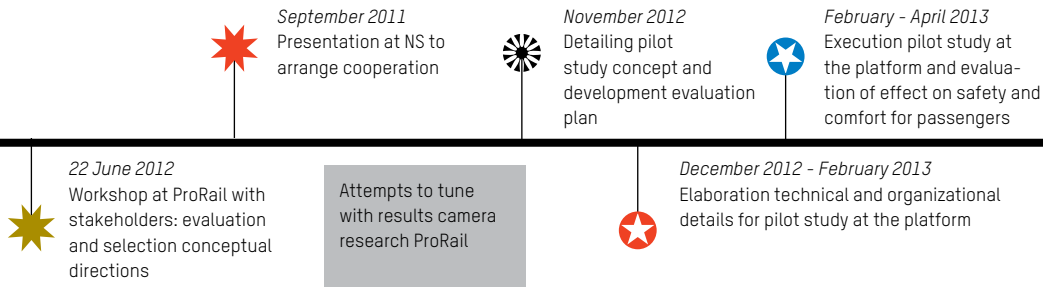 September 2011
Presentation at NS to
arrange cooperation
November 2012
Detailing pilot
study concept and
development evaluation
plan
February - April 2013
Execution pilot study at
the platform and evalua-
tion of effect on safety and
comfort for passengers
22 June 2012
Workshop at ProRail with
stakeholders: evaluation
and selection conceptual
directions
Attempts to tune
with results camera
research ProRail
December 2012 - February 2013
Elaboration technical and organizational
details for pilot study at the platform